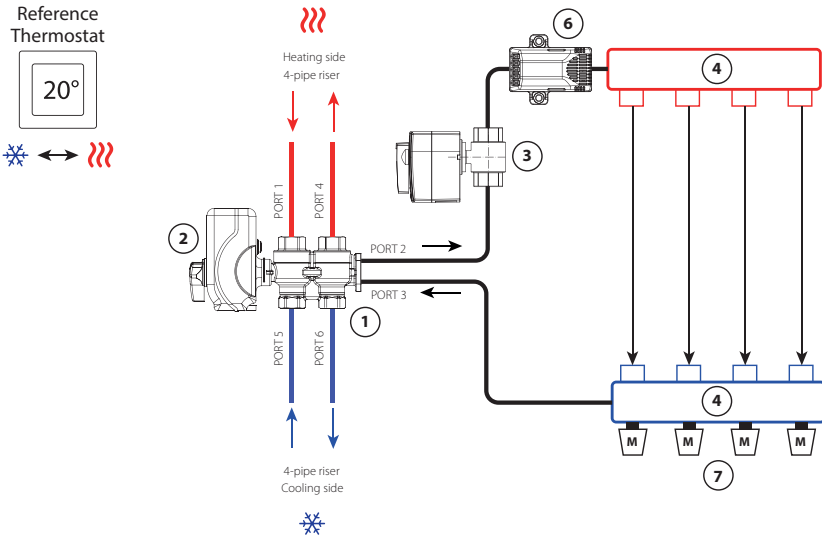 Reference
Thermostat
20°
Heating side
4-pipe riser
6
4
3
PORT 1
PORT 4
2
PORT 2
PORT 3
1
PORT 5
PORT 6
4
M
M
M
M
7
4-pipe riser
Cooling side